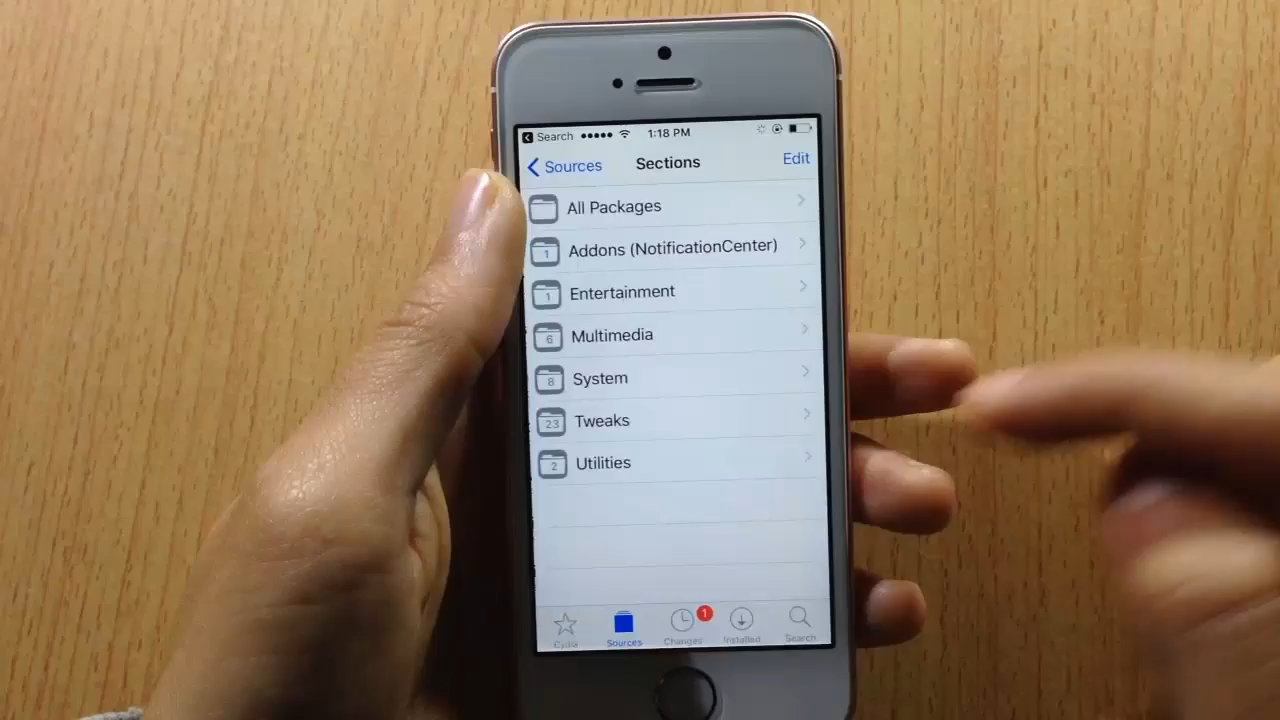 Search 1:18 PM
Sources Sections Edit
All Packages
1 Addons (NotificationCenter)
1 Entertainment
6 Multimedia
8 System
23 Tweaks
2 Utilities
1
Cydia Sources Changes Installed Search